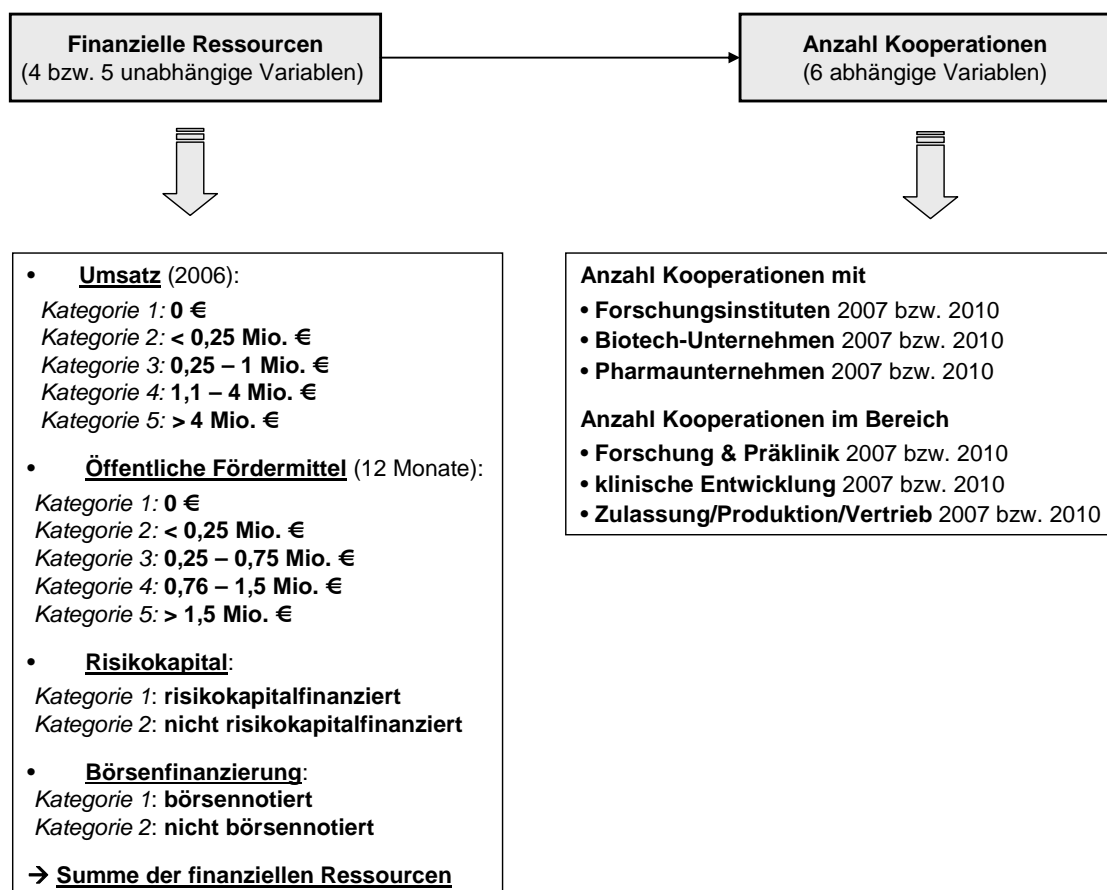 Finanzielle Ressourcen
(4 bzw. 5 unabhängige Variablen)
Anzahl Kooperationen
(6 abhängige Variablen)
• Umsatz (2006):
Kategorie 1: 0 €
Kategorie 2: < 0,25 Mio. €
Kategorie 3: 0,25 – 1 Mio. €
Kategorie 4: 1,1 – 4 Mio. €
Kategorie 5: > 4 Mio. €
• Öffentliche Fördermittel (12 Monate):
Kategorie 1: 0 €
Kategorie 2: < 0,25 Mio. €
Kategorie 3: 0,25 – 0,75 Mio. €
Kategorie 4: 0,76 – 1,5 Mio. €
Kategorie 5: > 1,5 Mio. €
• Risikokapital:
Kategorie 1: risikokapitalfinanziert
Kategorie 2: nicht risikokapitalfinanziert
• Börsenfinanzierung:
Kategorie 1: börsennotiert
Kategorie 2: nicht börsennotiert
→ Summe der finanziellen Ressourcen
Anzahl Kooperationen mit
• Forschungsinstituten 2007 bzw. 2010
• Biotech-Unternehmen 2007 bzw. 2010
• Pharmaunternehmen 2007 bzw. 2010
Anzahl Kooperationen im Bereich
• Forschung & Präklinik 2007 bzw. 2010
• klinische Entwicklung 2007 bzw. 2010
• Zulassung/Produktion/Vertrieb 2007 bzw. 2010